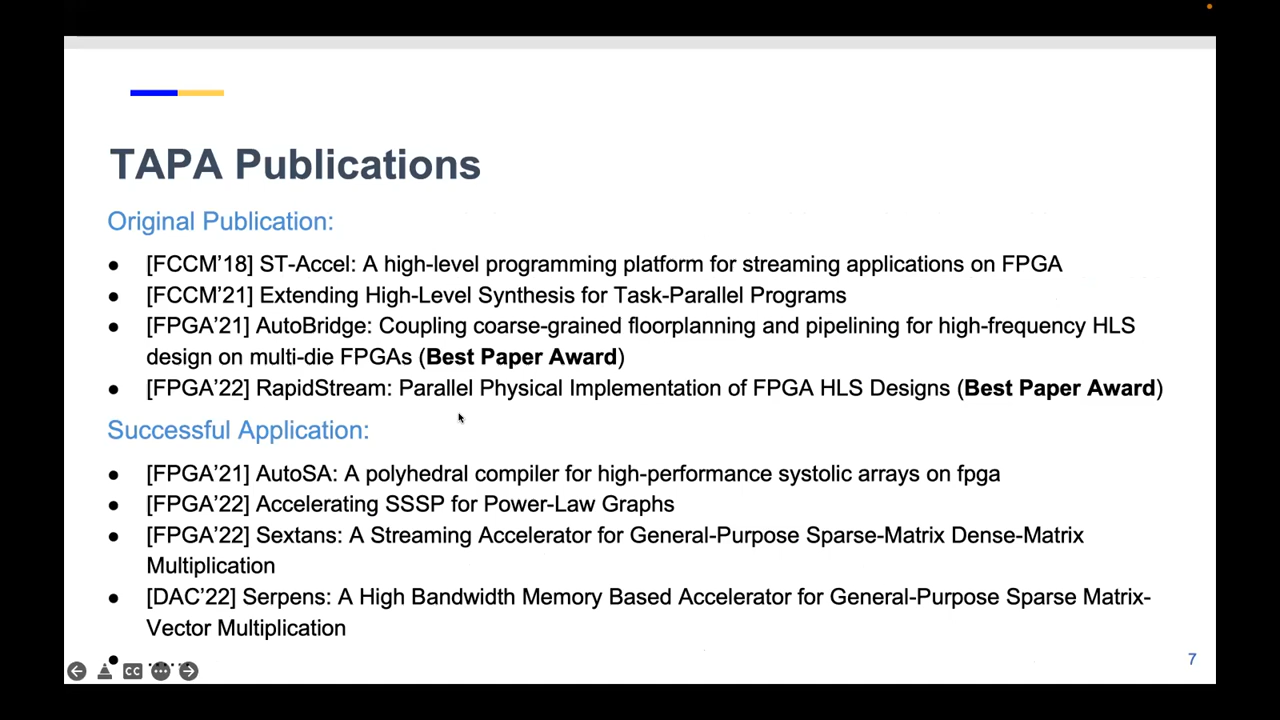 TAPA Publications
Original Publication:
● [FCCM’18] ST-Accel: A high-level programming platform for streaming applications on FPGA
● [FCCM’21] Extending High-Level Synthesis for Task-Parallel Programs
● [FPGA’21] AutoBridge: Coupling coarse-grained floorplanning and pipelining for high-frequency HLS
design on multi-die FPGAs (Best Paper Award)
● [FPGA’22] RapidStream: Parallel Physical Implementation of FPGA HLS Designs (Best Paper Award)
Successful Application:
● [FPGA’21] AutoSA: A polyhedral compiler for high-performance systolic arrays on fpga
● [FPGA’22] Accelerating SSSP for Power-Law Graphs
● [FPGA’22] Sextans: A Streaming Accelerator for General-Purpose Sparse-Matrix Dense-Matrix
Multiplication
● [DAC’22] Serpens: A High Bandwidth Memory Based Accelerator for General-Purpose Sparse Matrix-
Vector Multiplication
● ......
CC
7